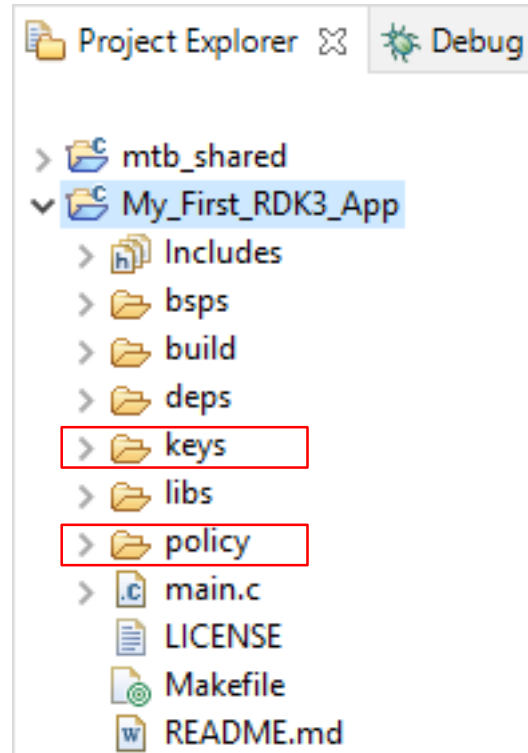 Project Explorer Debug
mtb_shared
My_First_RDK3_App
Includes
bsps
build
deps
keys
libs
policy
main.c
LICENSE
Makefile
README.md